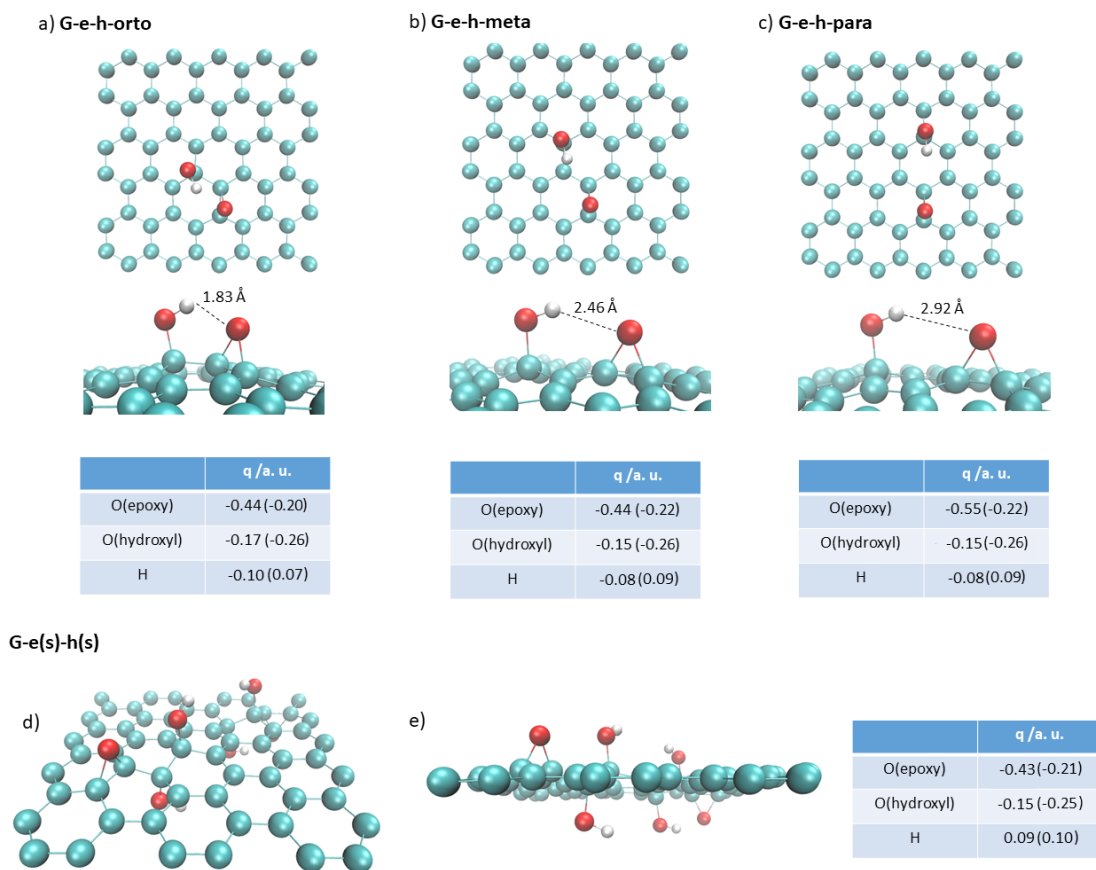 a) G-e-h-orto
b) G-e-h-meta
c) G-e-h-para
1.83 Å
2.46 Å
2.92 Å
q /a. u.
O(epoxy) -0.44 (-0.20)
O(hydroxyl) -0.17 (-0.26)
H -0.10 (0.07)
q /a. u.
O(epoxy) -0.44 (-0.22)
O(hydroxyl) -0.15 (-0.26)
H -0.08 (0.09)
q /a. u.
O(epoxy) -0.55 (-0.22)
O(hydroxyl) -0.15 (-0.26)
H -0.08 (0.09)
G-e(s)-h(s)
d)
e)
q /a. u.
O(epoxy) -0.43 (-0.21)
O(hydroxyl) -0.15 (-0.25)
H 0.09 (0.10)